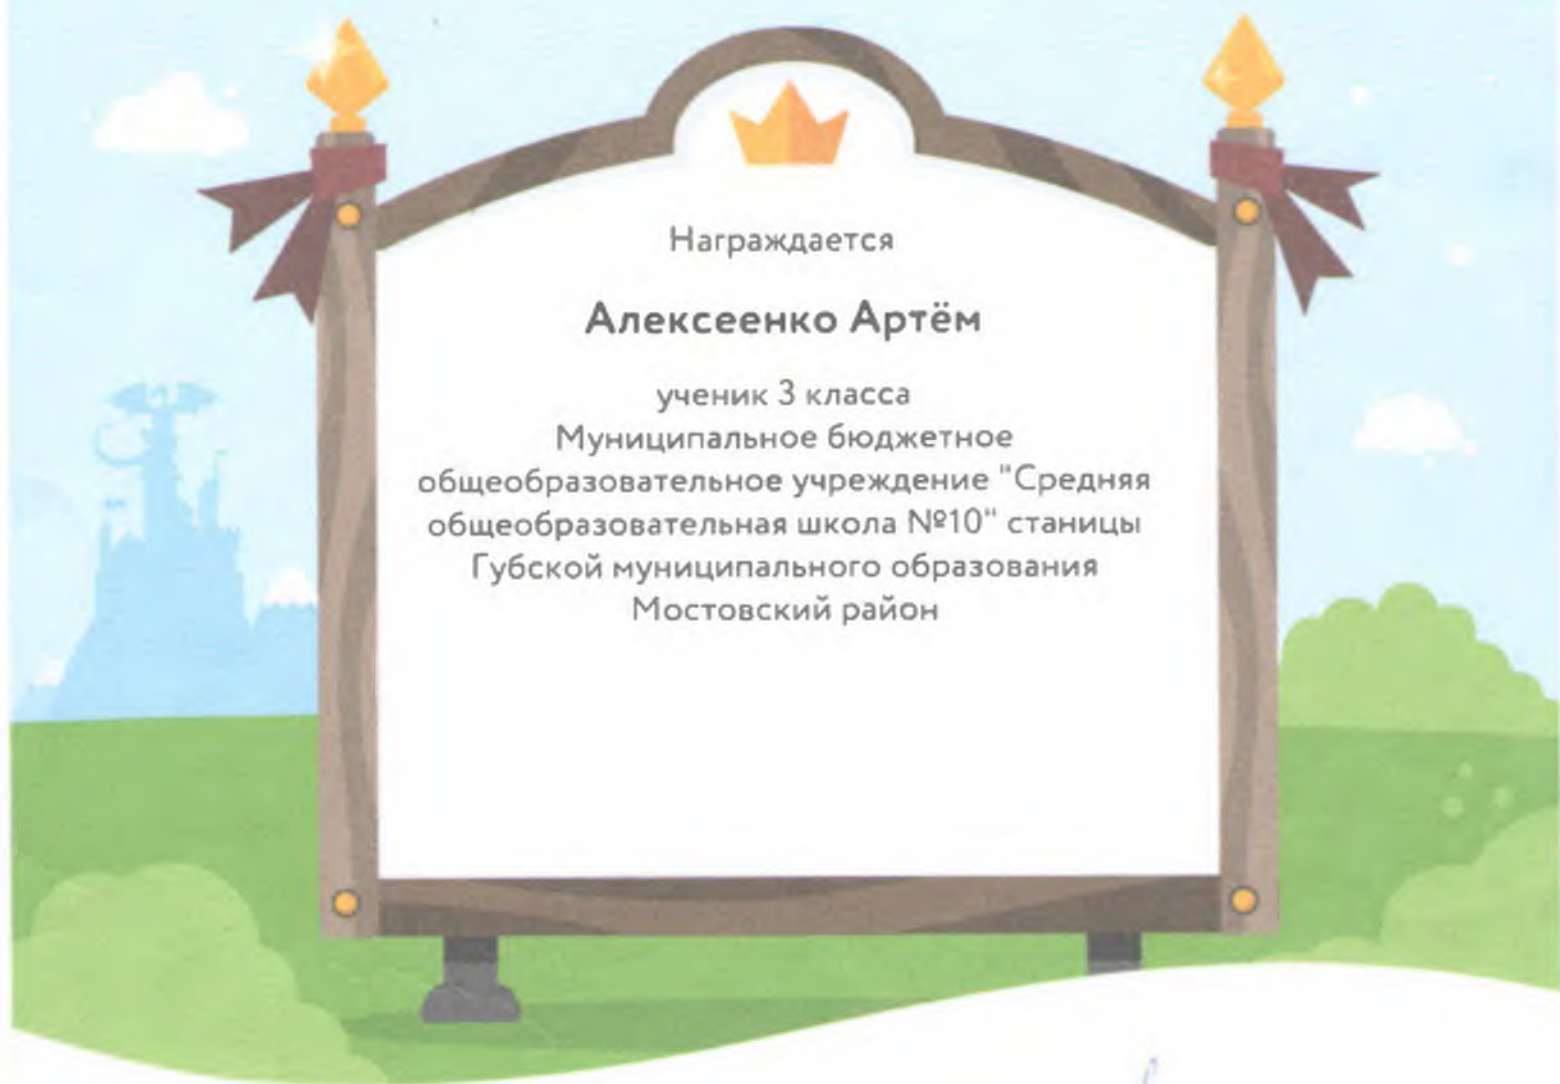 Награждается
Алексеенко Артём
ученик 3 класса
Муниципальное бюджетное
общеобразовательное учреждение "Средняя
общеобразовательная школа №10" станицы
Губской муниципального образования
Мостовский район